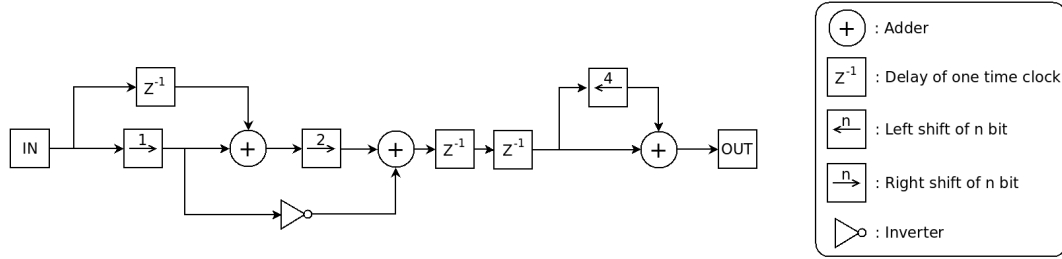 + : Adder
Z-1 : Delay of one time clock
n : Left shift of n bit
n : Right shift of n bit
: Inverter
Z-1
4
IN
1
+
2
+
Z-1
Z-1
+
OUT